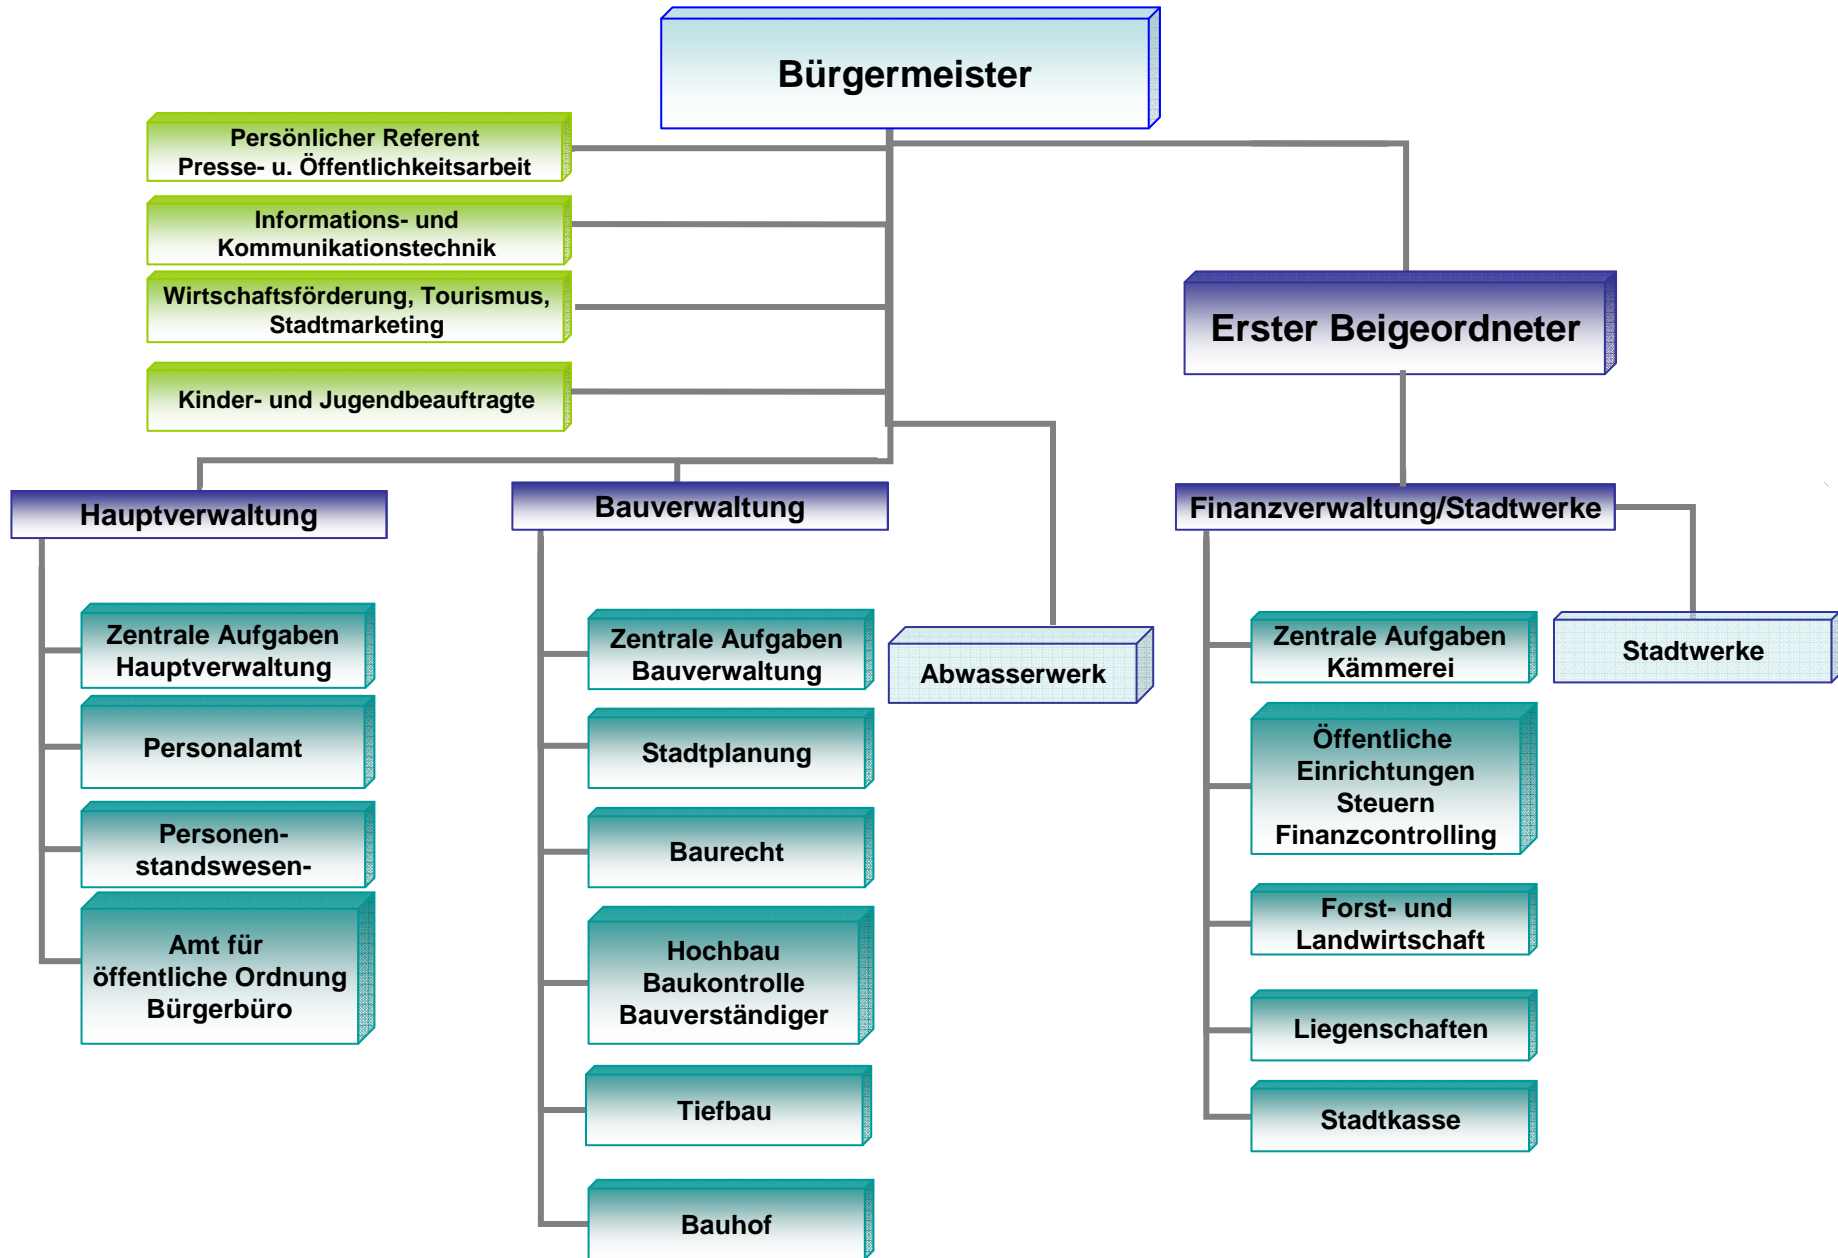 Bürgermeister
Persönlicher Referent
Presse- u. Öffentlichkeitsarbeit
Informations- und
Kommunikationstechnik
Wirtschaftsförderung, Tourismus,
Stadtmarketing
Kinder- und Jugendbeauftragte
Erster Beigeordneter
Hauptverwaltung
Zentrale Aufgaben
Hauptverwaltung
Personalamt
Personen-
standswesen-
Amt für
öffentliche Ordnung
Bürgerbüro
Bauverwaltung
Zentrale Aufgaben
Bauverwaltung
Stadtplanung
Baurecht
Hochbau
Baukontrolle
Bauverständiger
Tiefbau
Bauhof
Abwasserwerk
Finanzverwaltung/Stadtwerke
Zentrale Aufgaben
Kämmerei
Öffentliche
Einrichtungen
Steuern
Finanzcontrolling
Forst- und
Landwirtschaft
Liegenschaften
Stadtkasse
Stadtwerke